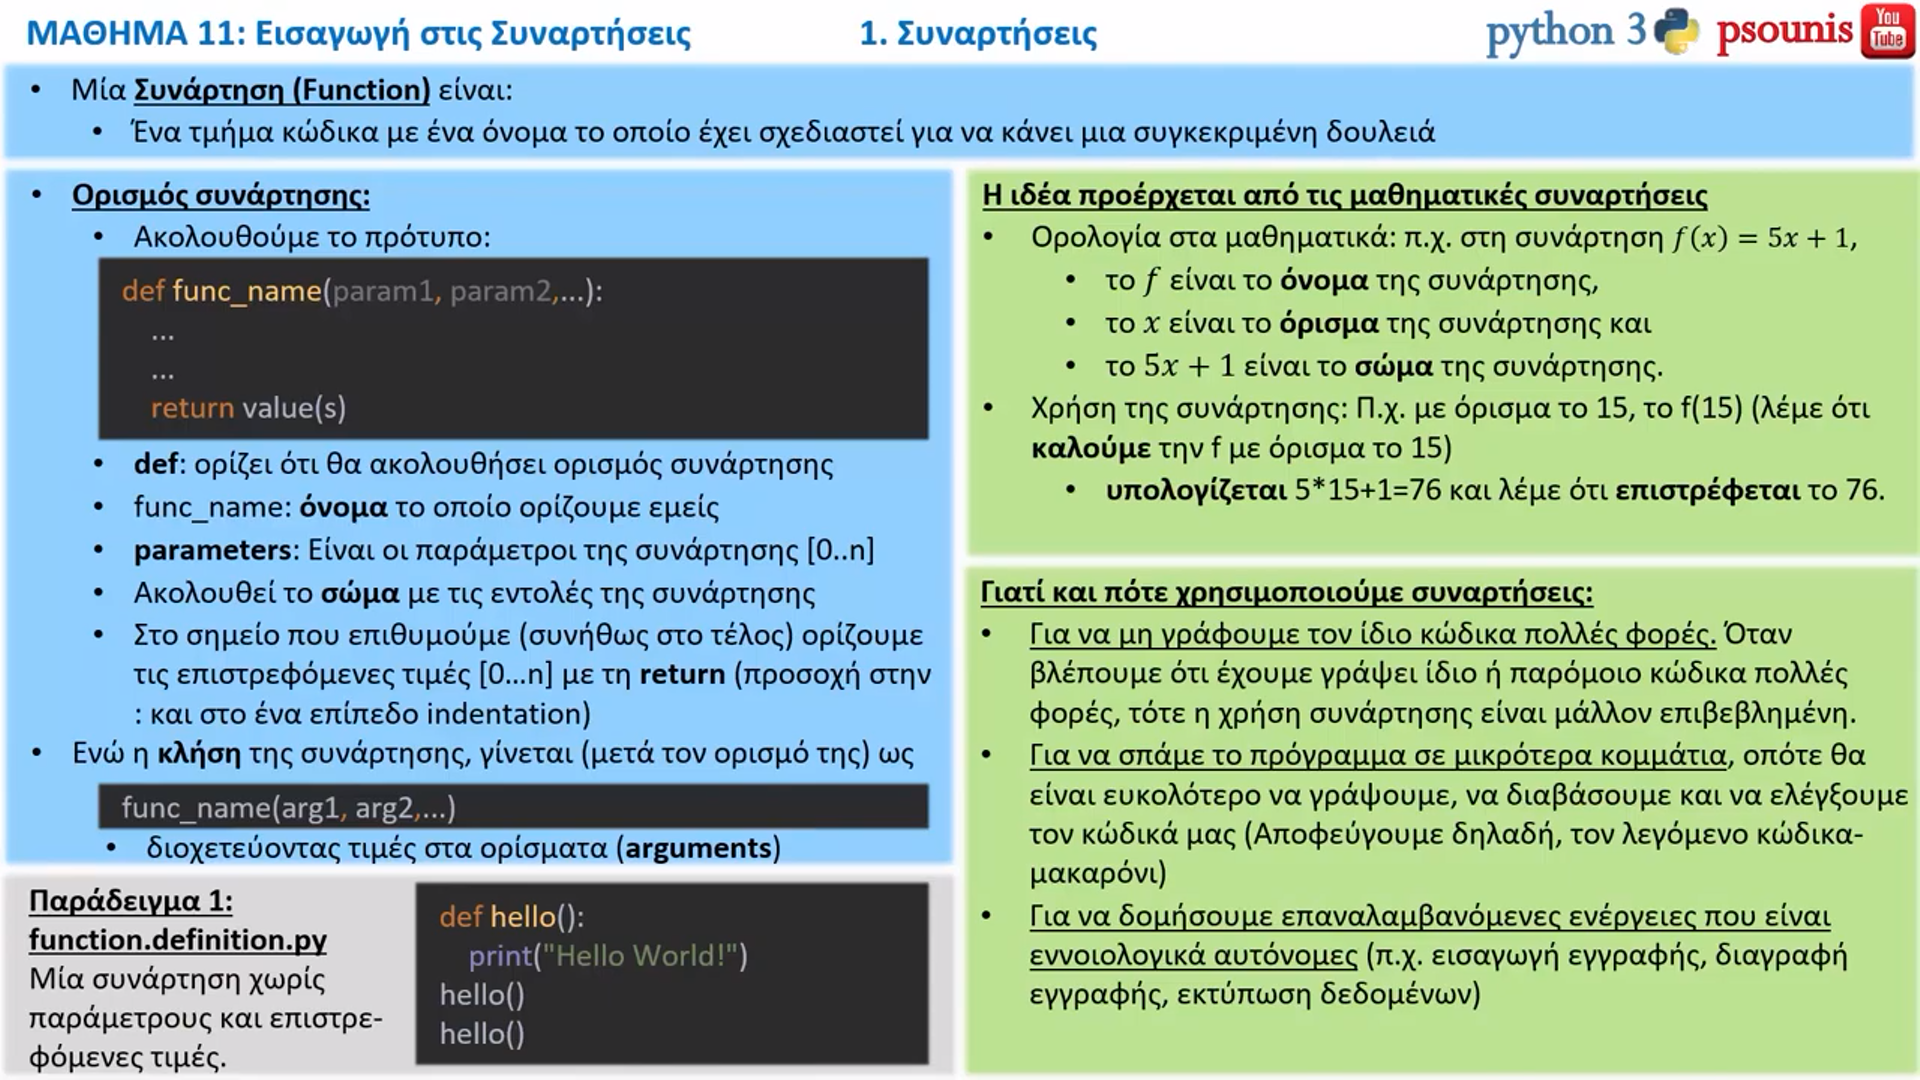 ΜΑΘΗΜΑ 11: Εισαγωγή στις Συναρτήσεις
1. Συναρτήσεις
python 3
psounis
You Tube
• Μία Συνάρτηση (Function) είναι:
• Ένα τμήμα κώδικα με ένα όνομα το οποίο έχει σχεδιαστεί για να κάνει μια συγκεκριμένη δουλειά
• Ορισμός συνάρτησης:
• Ακολουθούμε το πρότυπο:
def func_name(param1, param2,...):
...
...
return value(s)
• def: ορίζει ότι θα ακολουθήσει ορισμός συνάρτησης
• func_name: όνομα το οποίο ορίζουμε εμείς
• parameters: Είναι οι παράμετροι της συνάρτησης [0..n]
• Ακολουθεί το σώμα με τις εντολές της συνάρτησης
• Στο σημείο που επιθυμούμε (συνήθως στο τέλος) ορίζουμε
τις επιστρεφόμενες τιμές [0...n] με τη return (προσοχή στην
: και στο ένα επίπεδο indentation)
• Ενώ η κλήση της συνάρτησης, γίνεται (μετά τον ορισμό της) ως
func_name(arg1, arg2,...)
• διοχετεύοντας τιμές στα ορίσματα (arguments)
Παράδειγμα 1:
function.definition.py
Μία συνάρτηση χωρίς
παράμετρους και επιστρε-
φόμενες τιμές.
def hello():
print("Hello World!")
hello()
hello()
Η ιδέα προέρχεται από τις μαθηματικές συναρτήσεις
• Ορολογία στα μαθηματικά: π.χ. στη συνάρτηση f(x) = 5x + 1,
• το f είναι το όνομα της συνάρτησης,
• το x είναι το όρισμα της συνάρτησης και
• το 5x + 1 είναι το σώμα της συνάρτησης.
• Χρήση της συνάρτησης: Π.χ. με όρισμα το 15, το f(15) (λέμε ότι
καλούμε την f με όρισμα το 15)
• υπολογίζεται 5*15+1=76 και λέμε ότι επιστρέφεται το 76.
Γιατί και πότε χρησιμοποιούμε συναρτήσεις:
• Για να μη γράφουμε τον ίδιο κώδικα πολλές φορές. Όταν
βλέπουμε ότι έχουμε γράψει ίδιο ή παρόμοιο κώδικα πολλές
φορές, τότε η χρήση συνάρτησης είναι μάλλον επιβεβλημένη.
• Για να σπάμε το πρόγραμμα σε μικρότερα κομμάτια, οπότε θα
είναι ευκολότερο να γράψουμε, να διαβάσουμε και να ελέγξουμε
τον κώδικά μας (Αποφεύγουμε δηλαδή, τον λεγόμενο κώδικα-
μακαρόνι)
• Για να δομήσουμε επαναλαμβανόμενες ενέργειες που είναι
εννοιολογικά αυτόνομες (π.χ. εισαγωγή εγγραφής, διαγραφή
εγγραφής, εκτύπωση δεδομένων)